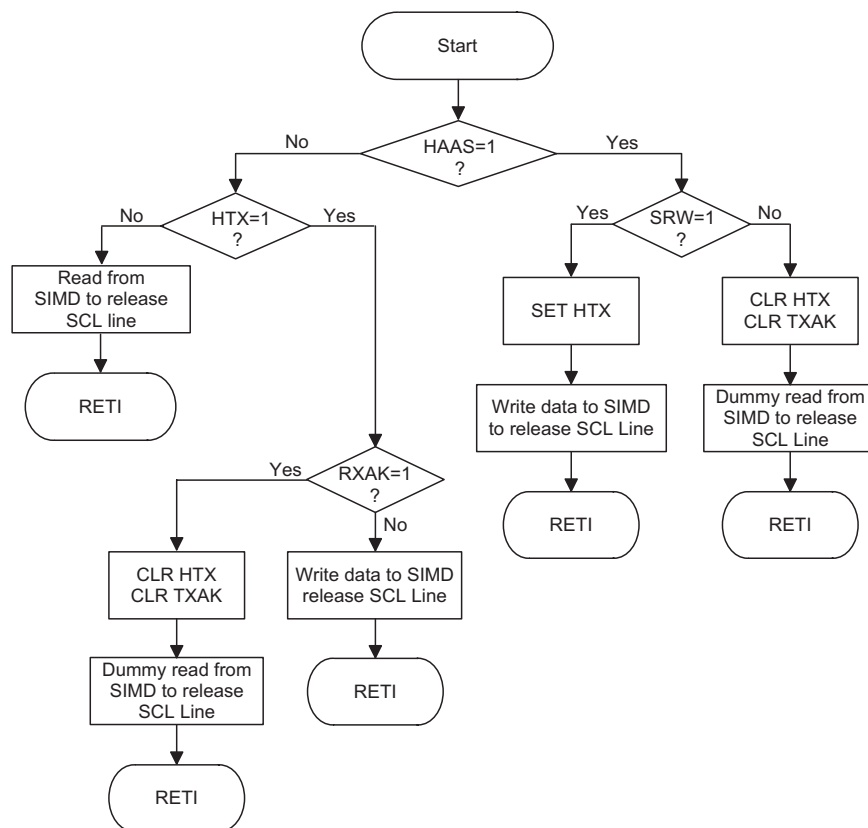 Start
HAAS=1
?
No
Yes
HTX=1
?
No
Yes
SRW=1
?
Yes
No
Read from
SIMD to release
SCL line
RETI
SET HTX
CLR HTX
CLR TXAK
Write data to SIMD
to release SCL Line
Dummy read from
SIMD to release
SCL Line
RETI
RETI
RXAK=1
?
Yes
No
CLR HTX
CLR TXAK
Write data to SIMD
release SCL Line
Dummy read from
SIMD to release
SCL Line
RETI
RETI